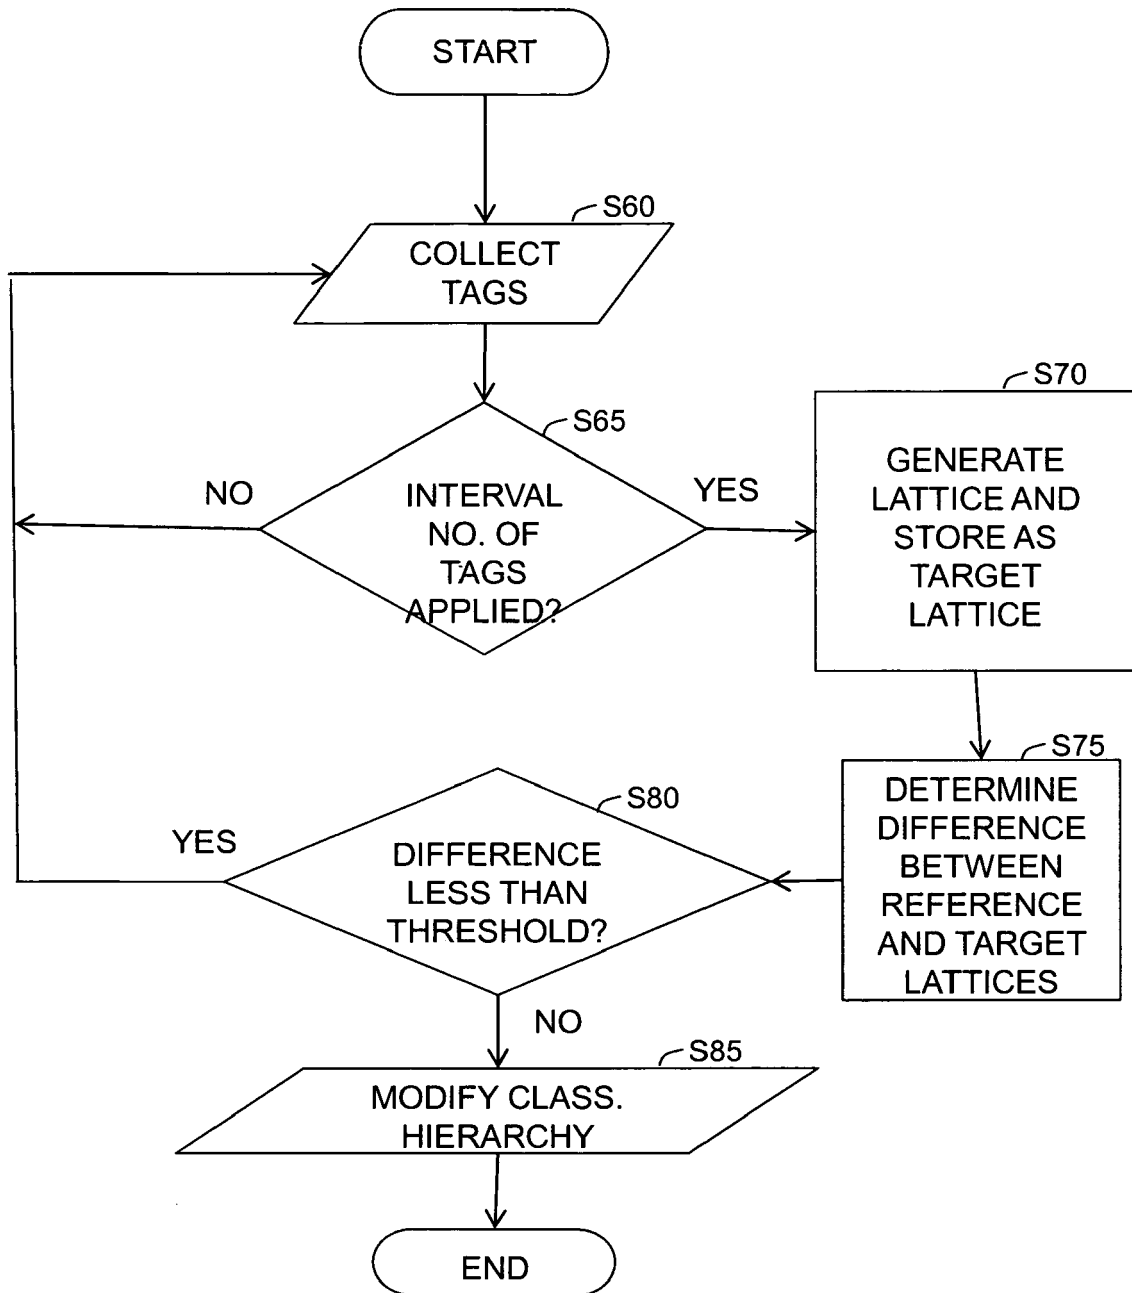 START
S60
COLLECT
TAGS
S65
NO
YES
INTERVAL
NO. OF
TAGS
APPLIED?
S70
GENERATE
LATTICE AND
STORE AS
TARGET
LATTICE
S75
DETERMINE
DIFFERENCE
BETWEEN
REFERENCE
AND TARGET
LATTICES
S80
YES
DIFFERENCE
LESS THAN
THRESHOLD?
NO
S85
MODIFY CLASS.
HIERARCHY
END